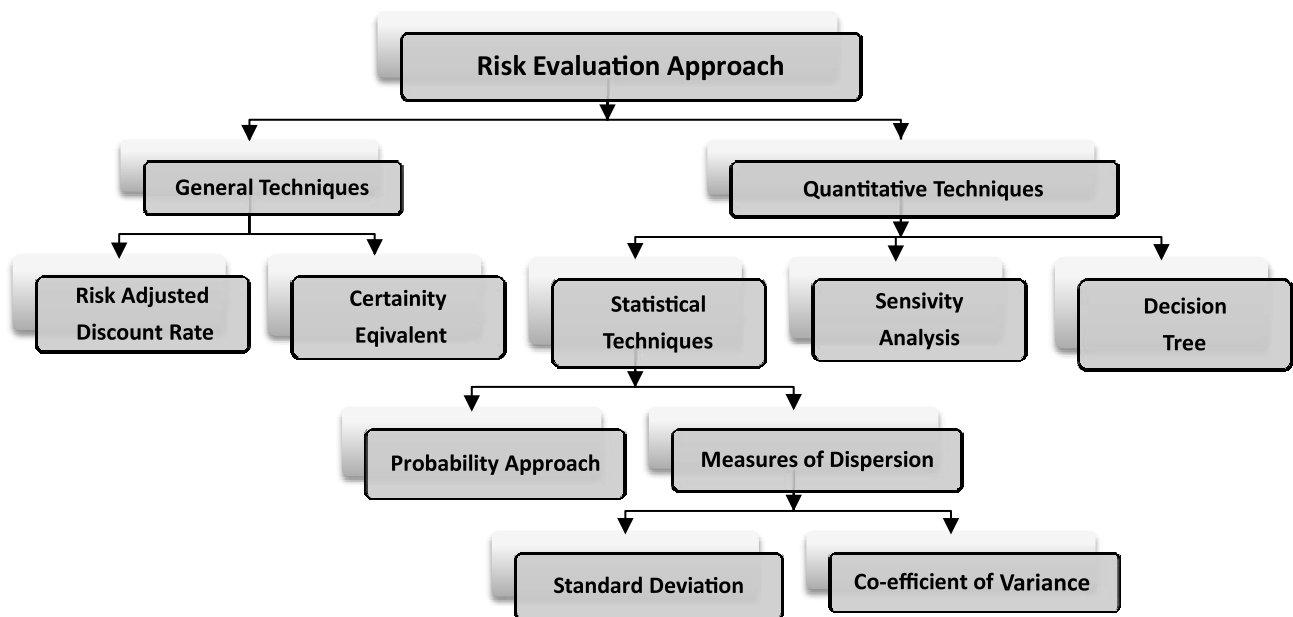 Risk Evaluation Approach
General Techniques
Quantitative Techniques
Risk Adjusted
Discount Rate
Certainity
Eqivalent
Statistical
Techniques
Sensivity
Analysis
Decision
Tree
Probability Approach
Measures of Dispersion
Standard Deviation
Co-efficient of Variance